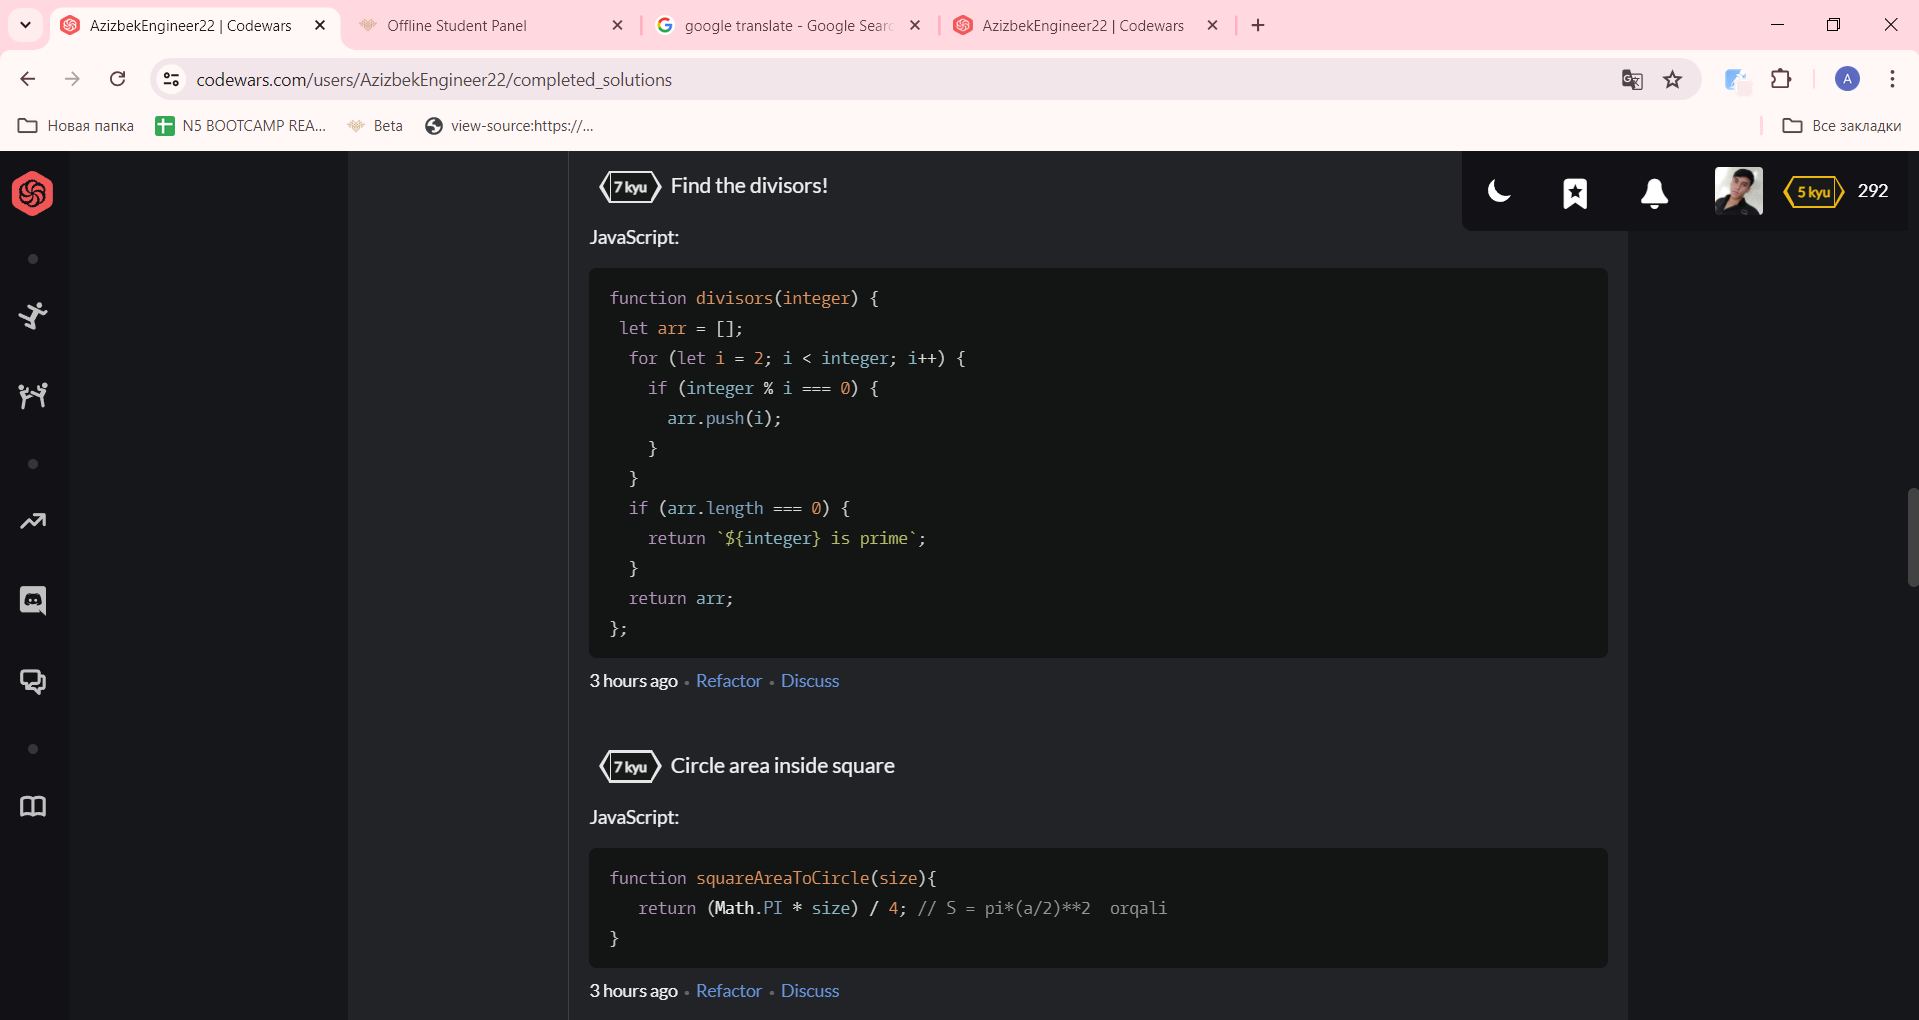 AzizbekEngineer22 | Codewars
Offline Student Panel
google translate - Google Searc
AzizbekEngineer22 | Codewars
codewars.com/users/AzizbekEngineer22/completed_solutions
A
Новая папка
N5 BOOTCAMP REA...
Beta
view-source:https://...
Все закладки
7 kyu Find the divisors!
5 kyu 292
JavaScript:
function divisors(integer) {
 let arr = [];
  for (let i = 2; i < integer; i++) {
    if (integer % i === 0) {
      arr.push(i);
    }
  }
  if (arr.length === 0) {
    return `${integer} is prime`;
  }
  return arr;
};
3 hours ago • Refactor • Discuss
7 kyu Circle area inside square
JavaScript:
function squareAreaToCircle(size){
   return (Math.PI * size) / 4; // S = pi*(a/2)**2  orqali
}
3 hours ago • Refactor • Discuss